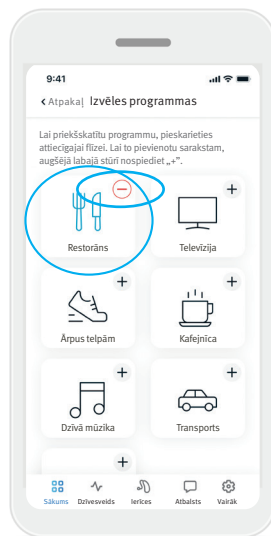 9:41
Atpakaļ Izvēles programmas
Lai priekšskatītu programmu, pieskarieties
attiecīgajai flīzei. Lai to pievienotu sarakstam,
augšējā labajā stūrī nospiediet „+”.
Restorāns
Televīzija
Ārpus telpām
Kafejnīca
Dzīvā mūzika
Transports
Sākums Dzīvesveids Ierīces Atbalsts Vairāk